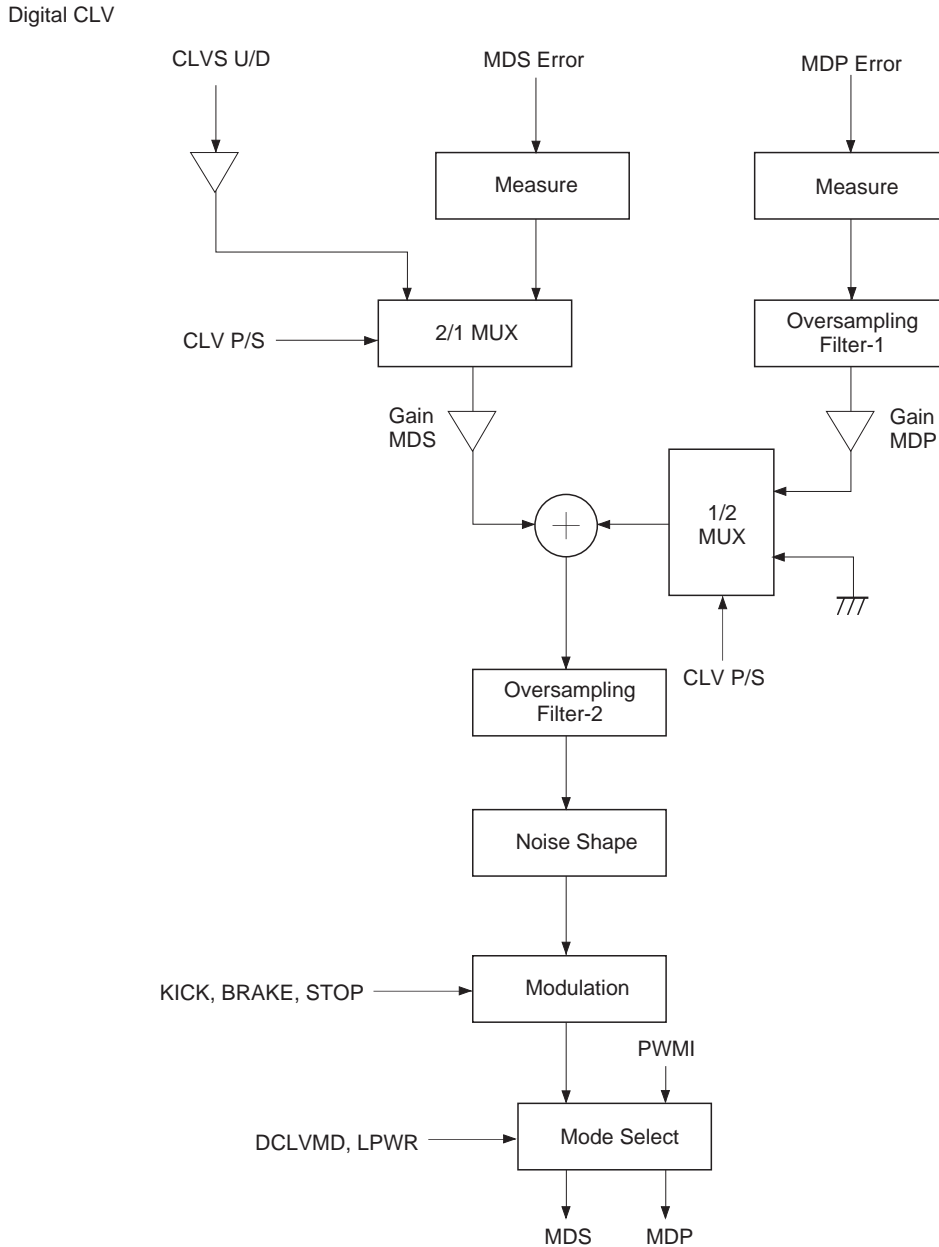 Digital CLV
CLVS U/D
MDS Error
MDP Error
Measure
Measure
Oversampling
Filter-1
CLV P/S
2/1 MUX
Gain
MDS
Gain
MDP
1/2
MUX
CLV P/S
Oversampling
Filter-2
Noise Shape
KICK, BRAKE, STOP
Modulation
PWMI
DCLVMD, LPWR
Mode Select
MDS
MDP